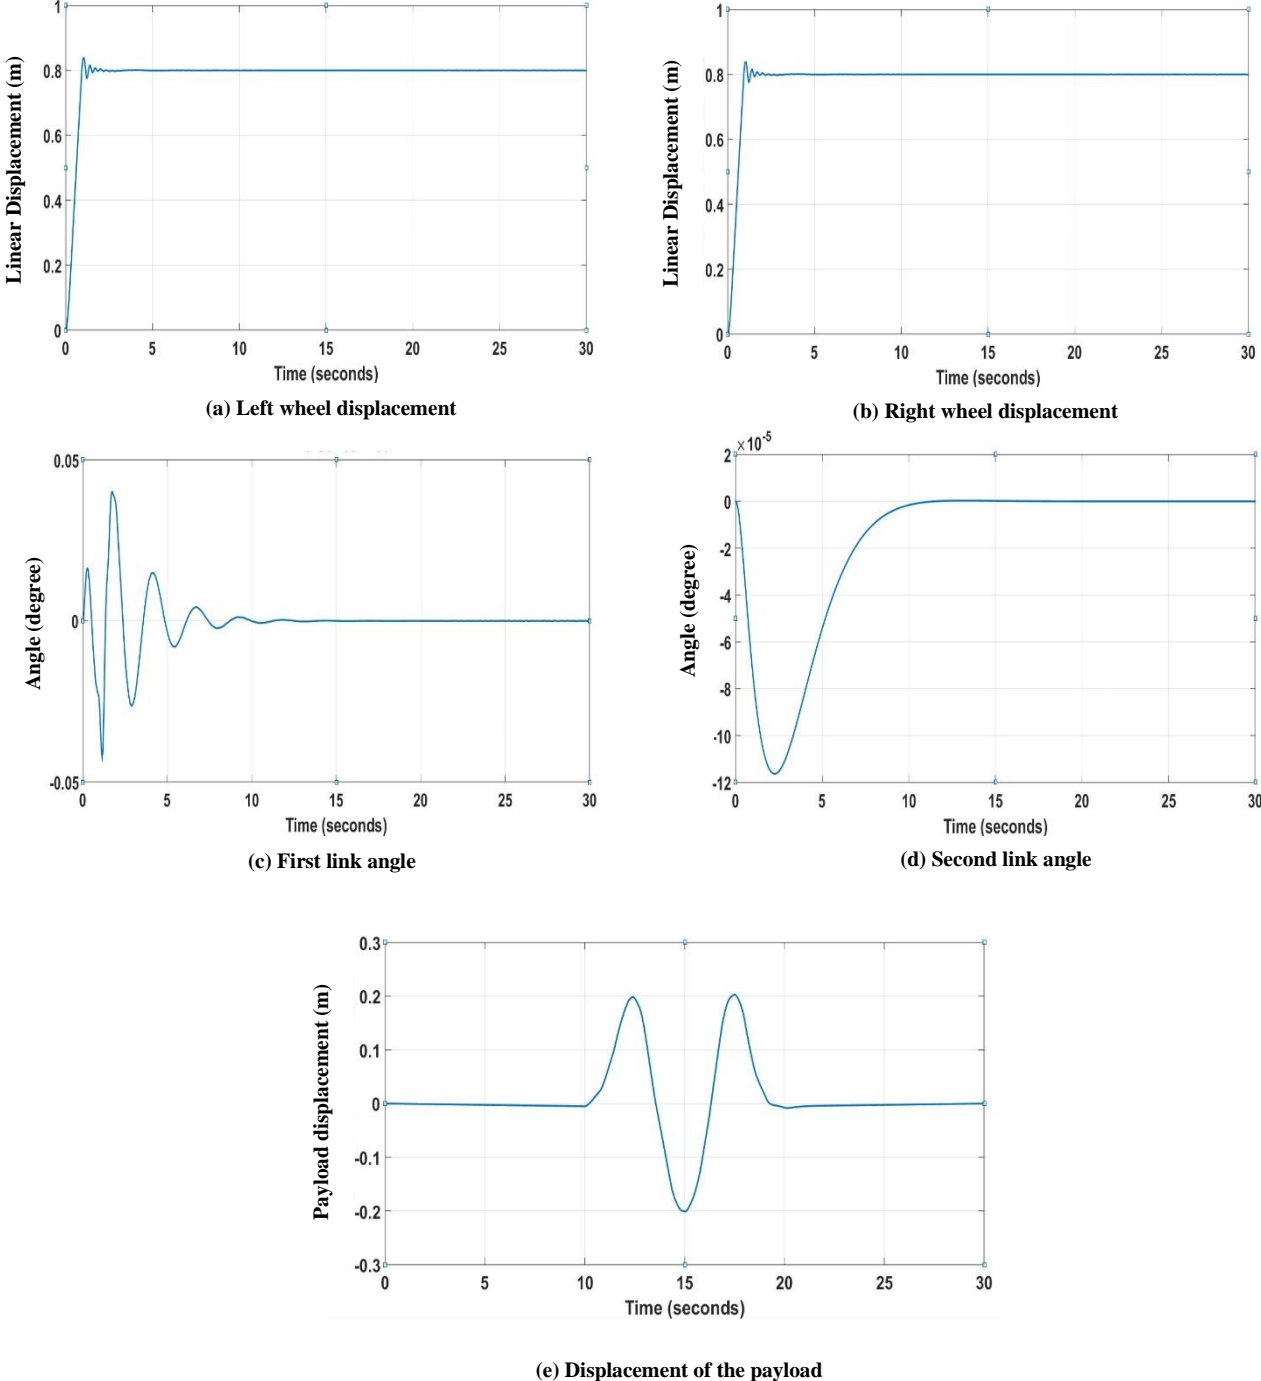 1
0.8
0.6
0.4
0.2
0
0 5 10 15 20 25 30
Linear Displacement (m)
Time (seconds)
(a) Left wheel displacement
1
0.8
0.6
0.4
0.2
0
0 5 10 15 20 25 30
Linear Displacement (m)
Time (seconds)
(b) Right wheel displacement
0.05
0
-0.05
0 5 10 15 20 25 30
Angle (degree)
Time (seconds)
(c) First link angle
×10-5
2
0
-2
-4
-6
-8
-10
-12
0 5 10 15 20 25 30
Angle (degree)
Time (seconds)
(d) Second link angle
0.3
0.2
0.1
0
-0.1
-0.2
-0.3
0 5 10 15 20 25 30
Payload displacement (m)
Time (seconds)
(e) Displacement of the payload